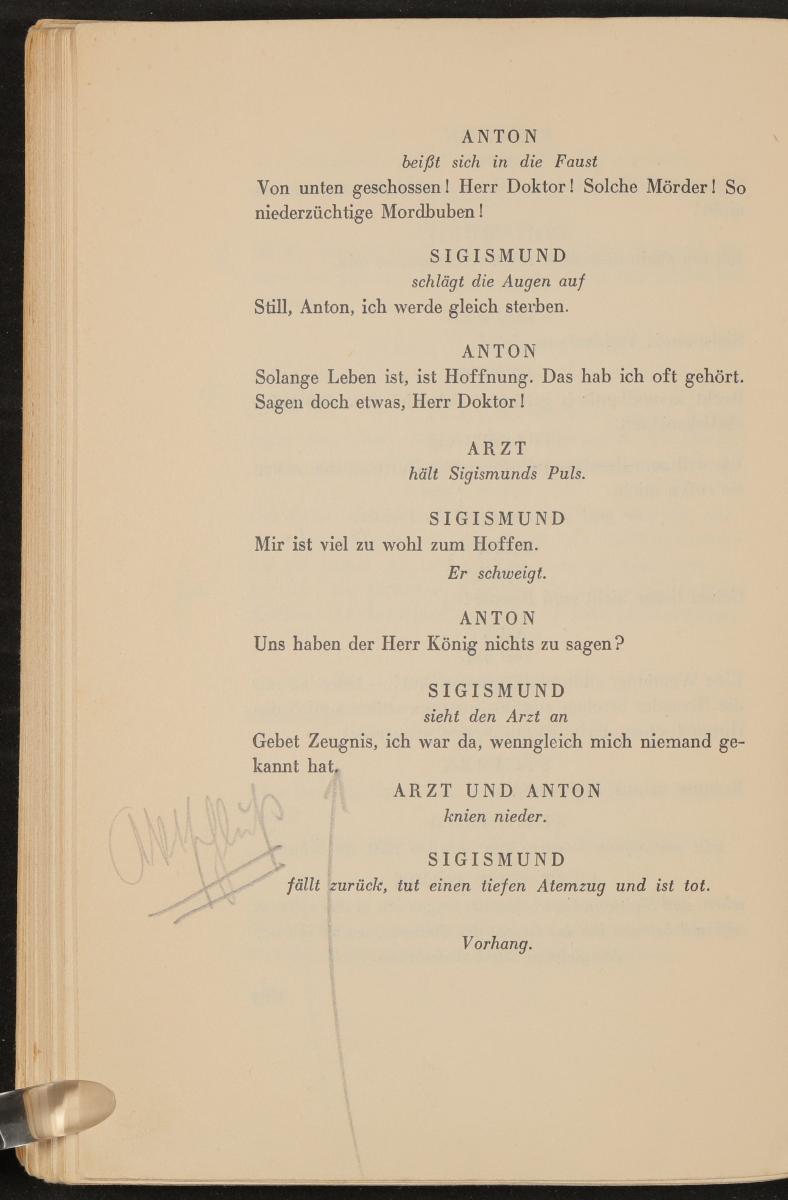 ANTON
beißt sich in die Faust
Von unten geschossen! Herr Doktor! Solche Mörder! So
niederzüchtige Mordbuben!
SIGISMUND
schlägt die Augen auf
Still, Anton, ich werde gleich sterben.
ANTON
Solange Leben ist, ist Hoffnung. Das hab ich oft gehört.
Sagen doch etwas, Herr Doktor!
ARZT
hält Sigismunds Puls.
SIGISMUND
Mir ist viel zu wohl zum Hoffen.
Er schweigt.
ANTON
Uns haben der Herr König nichts zu sagen?
SIGISMUND
sieht den Arzt an
Gebet Zeugnis, ich war da, wenngleich mich niemand ge-
kannt hat.
Aktschluß
ARZT UND ANTON
knien nieder.
SIGISMUND
fällt zurück, tut einen tiefen Atemzug und ist tot.
Vorhang.